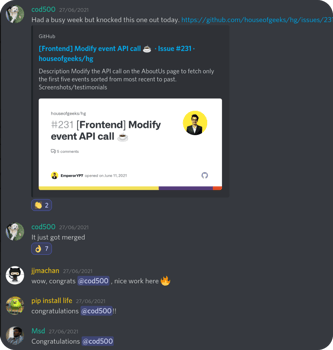 cod500 27/06/2021
Had a busy week but knocked this one out today. https://github.com/houseofgeeks/hg/issues/23
GitHub
[Frontend] Modify event API call ☕ · Issue #231 ·
houseofgeeks/hg
Description Modify the API call on the AboutUs page to fetch only
the first five events sorted from most recent to past.
Screenshots/testimonials
houseofgeeks/hg
#231 [Frontend] Modify
event API call ☕
5 comments
EmperorYP7 opened on June 17, 2021
👏 2
cod500 27/06/2021
It just got merged
👌 7
jjmachan 27/06/2021
wow, congrats @cod500 , nice work here 🔥
pip install life 27/06/2021
congratulations @cod500 !!
Msd 27/06/2021
Congratulations @cod500